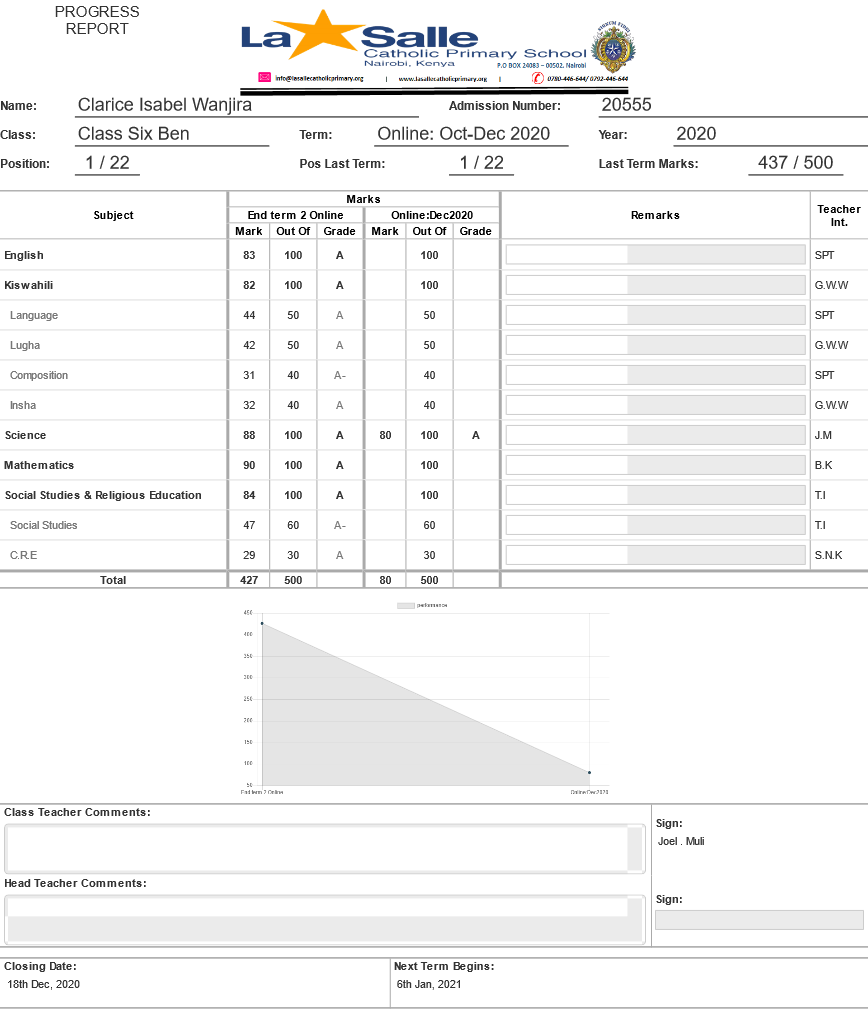 PROGRESS
REPORT
La Salle
Catholic Primary School
Nairobi, Kenya
P.O BOX 24083 – 00502, Nairobi
info@lasallecatholicprimary.org | www.lasallecatholicprimary.org | 0780-446-644/ 0792-446-644
Name: Clarice Isabel Wanjira Admission Number: 20555
Class: Class Six Ben Term: Online: Oct-Dec 2020 Year: 2020
Position: 1 / 22 Pos Last Term: 1 / 22 Last Term Marks: 437 / 500
Subject Marks Remarks Teacher Int.
End term 2 Online Online:Dec2020
Mark Out Of Grade Mark Out Of Grade
English 83 100 A 100 SPT
Kiswahili 82 100 A 100 G.W.W
Language 44 50 A 50 SPT
Lugha 42 50 A 50 G.W.W
Composition 31 40 A- 40 SPT
Insha 32 40 A 40 G.W.W
Science 88 100 A 80 100 A J.M
Mathematics 90 100 A 100 B.K
Social Studies & Religious Education 84 100 A 100 T.I
Social Studies 47 60 A- 60 T.I
C.R.E 29 30 A 30 S.N.K
Total 427 500 80 500
performance
450
400
350
300
250
200
150
100
50
End term 2 Online Online:Dec2020
Class Teacher Comments:
Sign:
Joel . Muli
Head Teacher Comments:
Sign:
Closing Date: Next Term Begins:
18th Dec, 2020 6th Jan, 2021